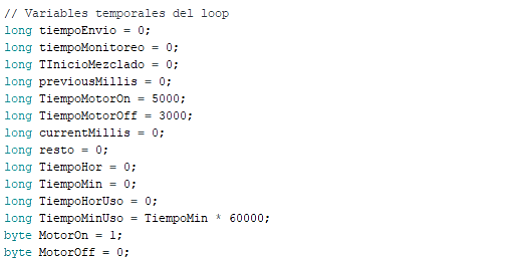 // Variables temporales del loop
long tiempoEnvio = 0;
long tiempoMonitoreo = 0;
long TInicioMezclado = 0;
long previousMillis = 0;
long TiempoMotorOn = 5000;
long TiempoMotorOff = 3000;
long currentMillis = 0;
long resto = 0;
long TiempoHor = 0;
long TiempoMin = 0;
long TiempoHorUso = 0;
long TiempoMinUso = TiempoMin * 60000;
byte MotorOn = 1;
byte MotorOff = 0;